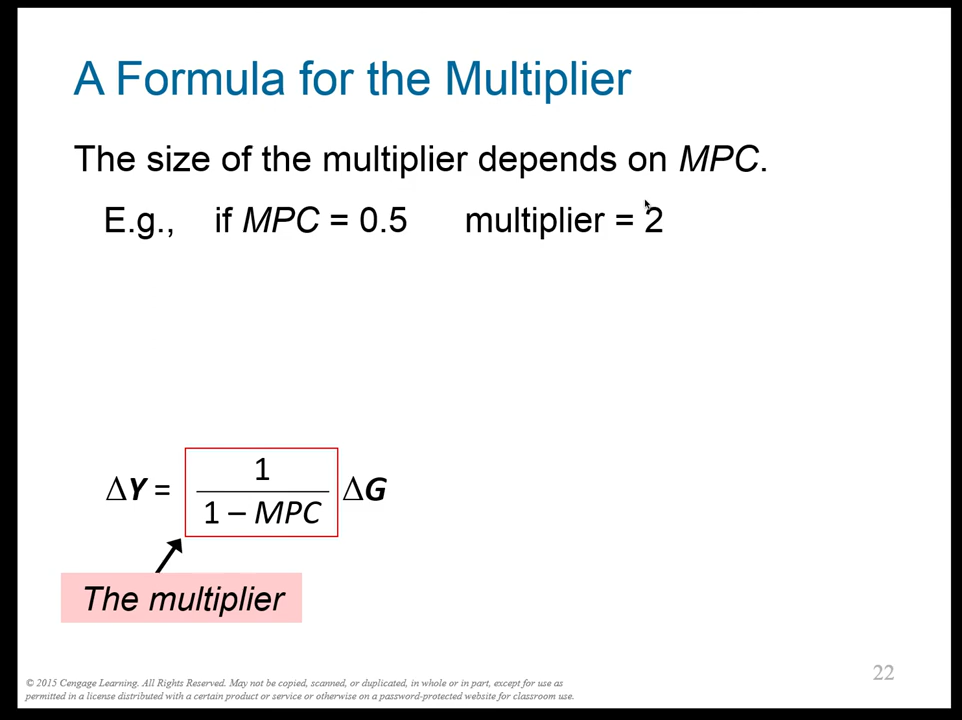 A Formula for the Multiplier
The size of the multiplier depends on MPC.
E.g., if MPC = 0.5 multiplier = 2
1
ΔY = ΔG
1 – MPC
The multiplier
22
© 2015 Cengage Learning. All Rights Reserved. May not be copied, scanned, or duplicated, in whole or in part, except for use as
permitted in a license distributed with a certain product or service or otherwise on a password-protected website for classroom use.